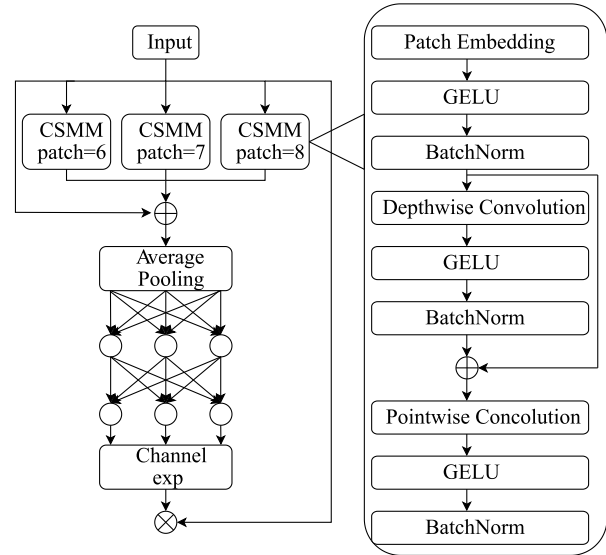 Input
CSMM
patch=6
CSMM
patch=7
CSMM
patch=8
Average
Pooling
Channel
exp
Patch Embedding
GELU
BatchNorm
Depthwise Convolution
GELU
BatchNorm
Pointwise Concolution
GELU
BatchNorm